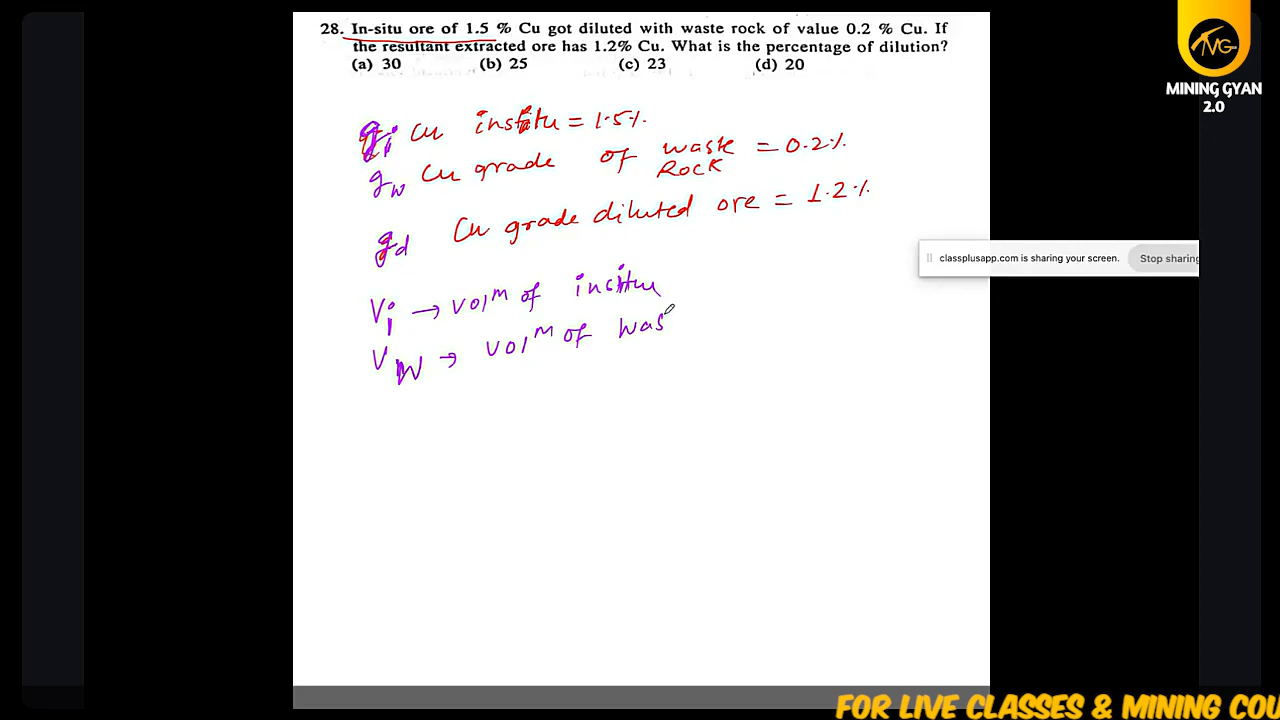 28. In-situ ore of 1.5 % Cu got diluted with waste rock of value 0.2 % Cu. If
the resultant extracted ore has 1.2% Cu. What is the percentage of dilution?
(a) 30 (b) 25 (c) 23 (d) 20
TMG
MINING GYAN
2.0
gi Cu insitu = 1.5%
gw Cu grade of waste Rock = 0.2%
gd Cu grade diluted ore = 1.2%
classplusapp.com is sharing your screen. Stop sharing
Vi → volm of insitu
Vw → volm of was
FOR LIVE CLASSES & MINING COU